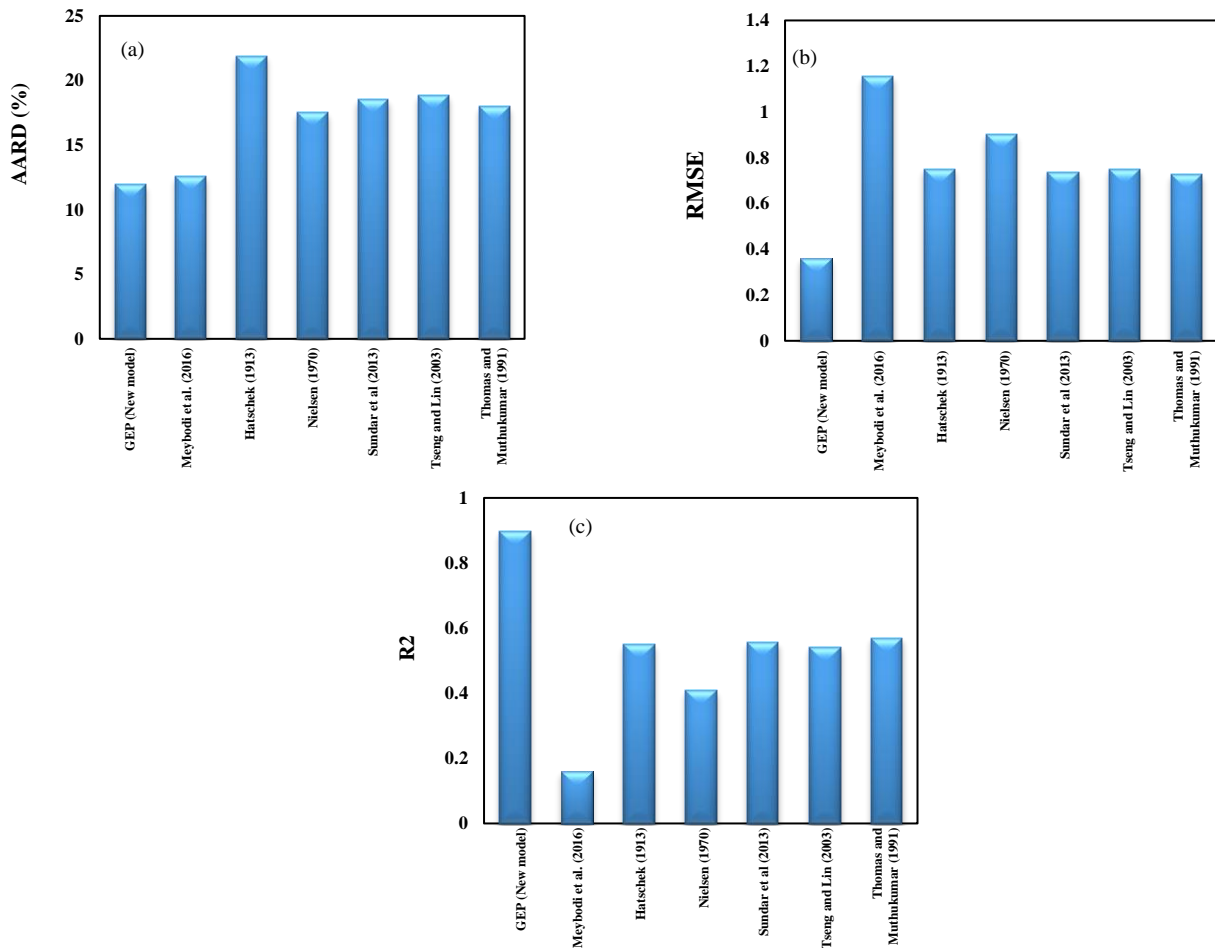 (a)
AARD (%)
25
20
15
10
5
0
GEP (New model)
Meybodi et al. (2016)
Hatschek (1913)
Nielsen (1970)
Sundar et al (2013)
Tseng and Lin (2003)
Thomas and
Muthukumar (1991)
(b)
RMSE
1.4
1.2
1
0.8
0.6
0.4
0.2
0
GEP (New model)
Meybodi et al. (2016)
Hatschek (1913)
Nielsen (1970)
Sundar et al (2013)
Tseng and Lin (2003)
Thomas and
Muthukumar (1991)
(c)
R2
1
0.8
0.6
0.4
0.2
0
GEP (New model)
Meybodi et al. (2016)
Hatschek (1913)
Nielsen (1970)
Sundar et al (2013)
Tseng and Lin (2003)
Thomas and
Muthukumar (1991)